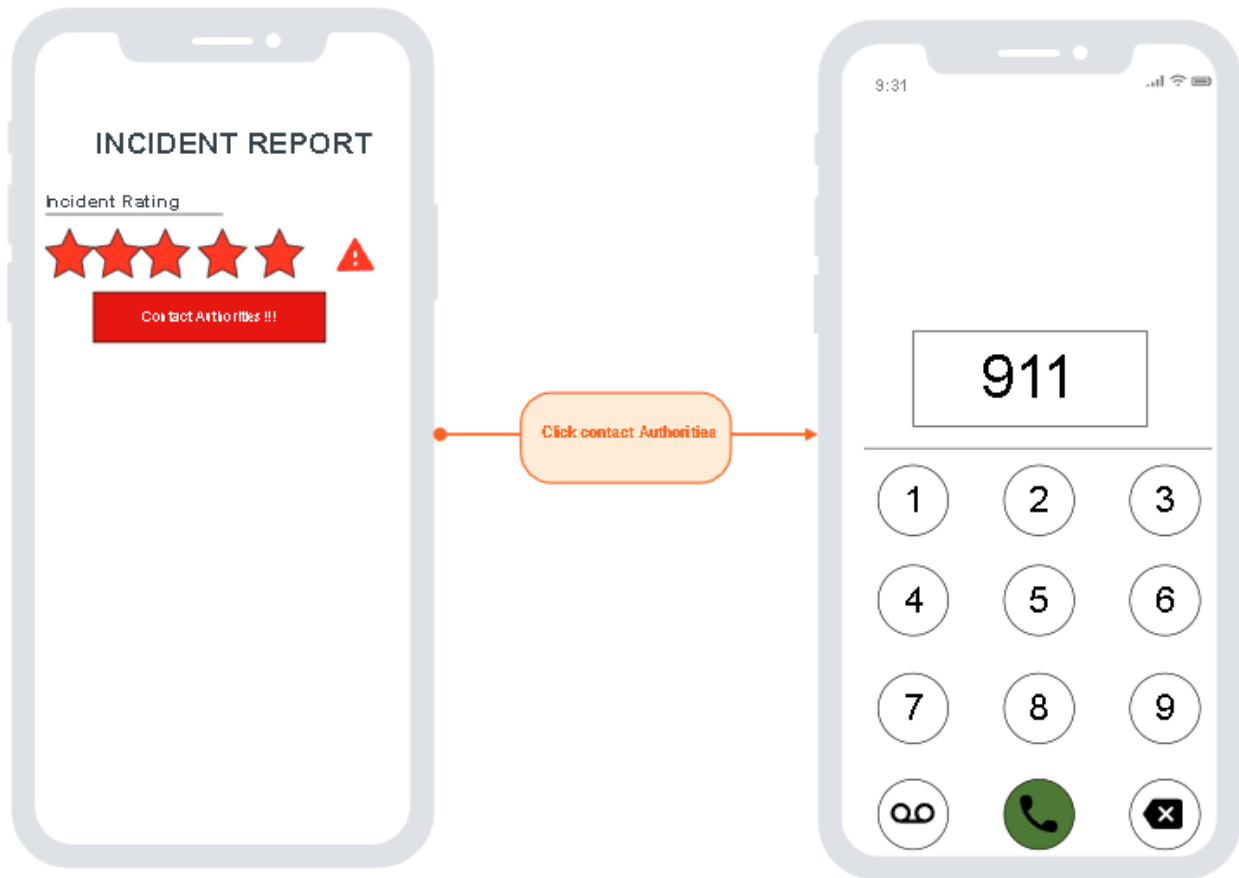 INCIDENT REPORT
Incident Rating
Contact Authorities !!!
Click contact Authorities
9:31
911
1 2 3
4 5 6
7 8 9